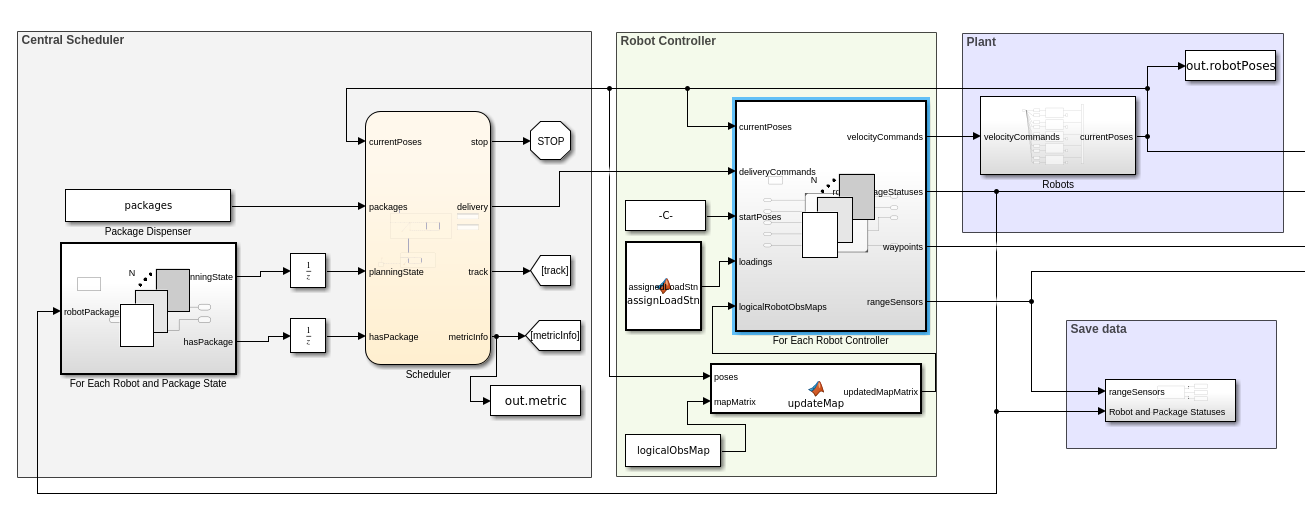 Central Scheduler
currentPoses
packages
planningState
hasPackage
stop
delivery
track
metricInfo
Scheduler
STOP
[track]
[metricInfo]
out.metric
packages
Package Dispenser
N
robotPackage
nningState
hasPackage
For Each Robot and Package State
1
z
1
z
Robot Controller
currentPoses
deliveryCommands
startPoses
loadings
logicalRobotObsMaps
N
velocityCommands
ageStatuses
waypoints
rangeSensors
For Each Robot Controller
-C-
assignedLoadStn
assignLoadStn
poses
mapMatrix
updateMap
updatedMapMatrix
logicalObsMap
Plant
out.robotPoses
velocityCommands
currentPoses
Robots
Save data
rangeSensors
Robot and Package Statuses